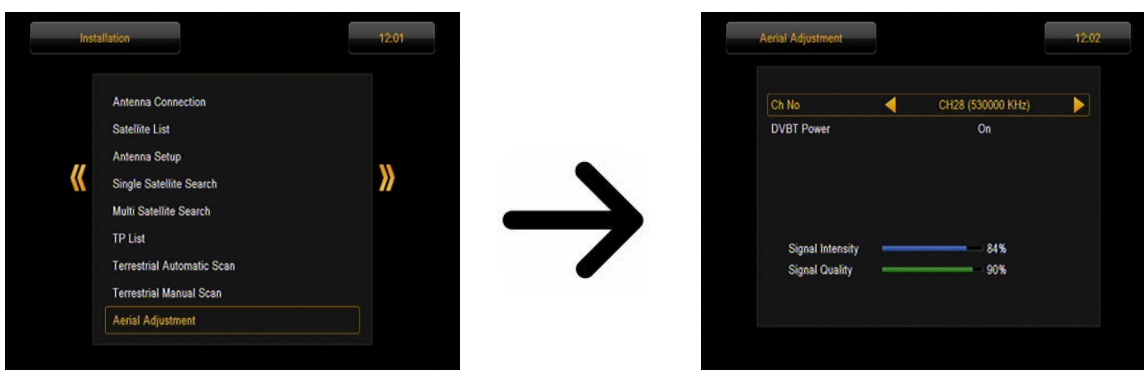 Installation
12:01
Antenna Connection
Satellite List
Antenna Setup
Single Satellite Search
Multi Satellite Search
TP List
Terrestrial Automatic Scan
Terrestrial Manual Scan
Aerial Adjustment
Aerial Adjustment
12:02
Ch No CH28 (530000 KHz)
DVBT Power On
Signal Intensity 84%
Signal Quality 90%